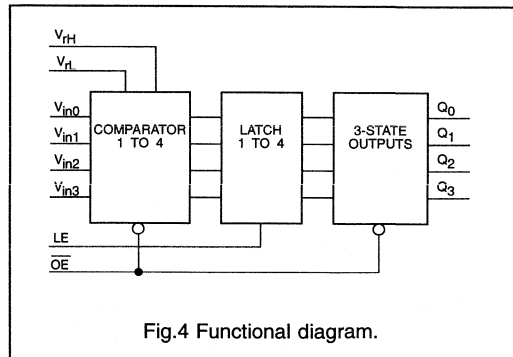 VrH
VrL
Vin0
Vin1
Vin2
Vin3
COMPARATOR
1 TO 4
LATCH
1 TO 4
3-STATE
OUTPUTS
Q0
Q1
Q2
Q3
LE
OE
Fig.4 Functional diagram.